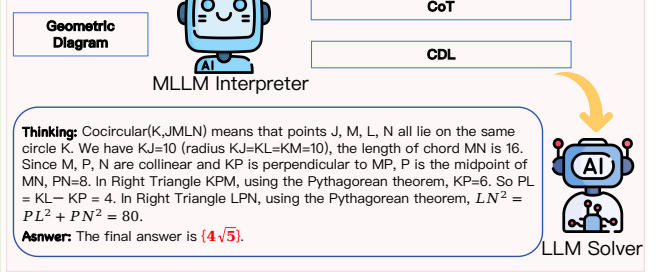 CoT
Geometric
Diagram
CDL
AI
MLLM Interpreter
Thinking: Cocircular(K,JMLN) means that points J, M, L, N all lie on the same
circle K. We have KJ=10 (radius KJ=KL=KM=10), the length of chord MN is 16.
Since M, P, N are collinear and KP is perpendicular to MP, P is the midpoint of
MN, PN=8. In Right Triangle KPM, using the Pythagorean theorem, KP=6. So PL
= KL− KP = 4. In Right Triangle LPN, using the Pythagorean theorem, LN² =
PL² + PN² = 80.
Asnwer: The final answer is {4√5}.
AI
LLM Solver